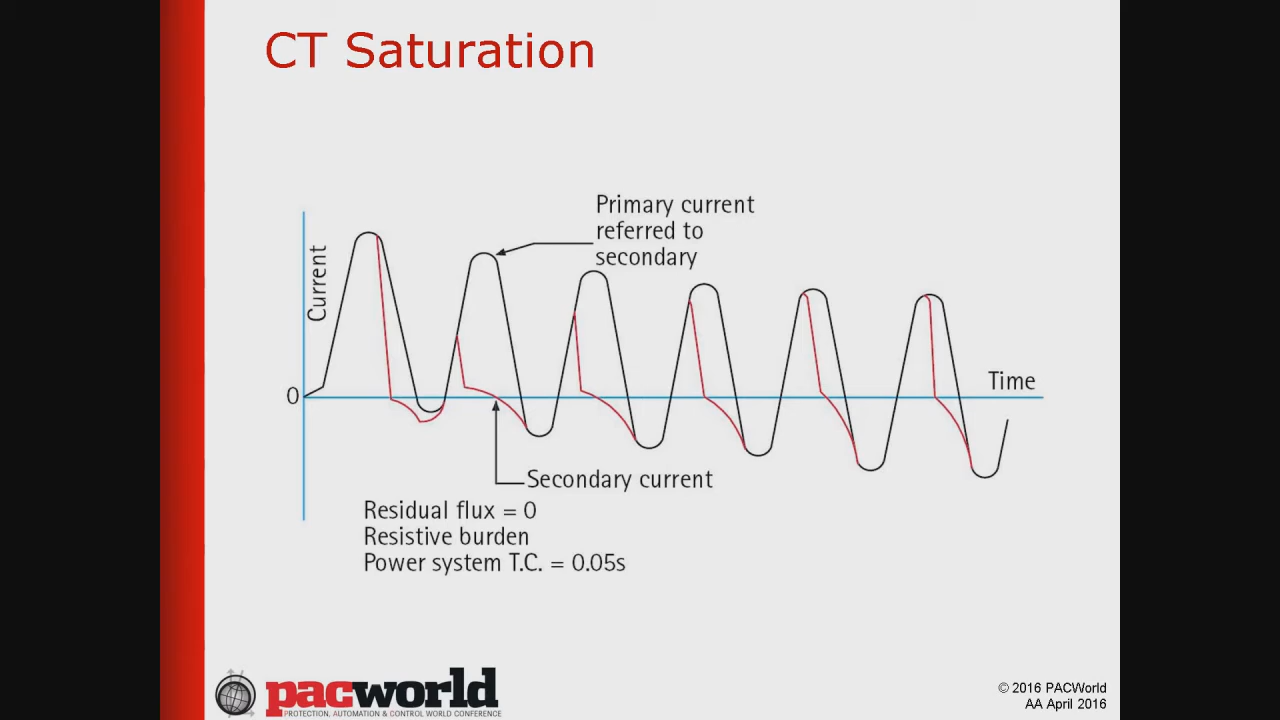 CT Saturation
Primary current
referred to
secondary
Current
0
Time
Secondary current
Residual flux = 0
Resistive burden
Power system T.C. = 0.05s
pacworld
PROTECTION, AUTOMATION & CONTROL WORLD CONFERENCE
© 2016 PACWorld
AA April 2016